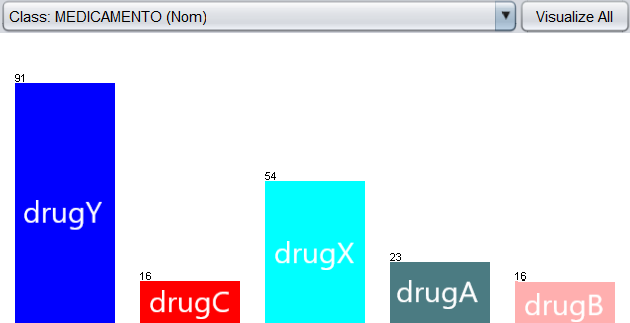 Class: MEDICAMENTO (Nom) Visualize All
91
drugY
16
drugC
54
drugX
23
drugA
16
drugB